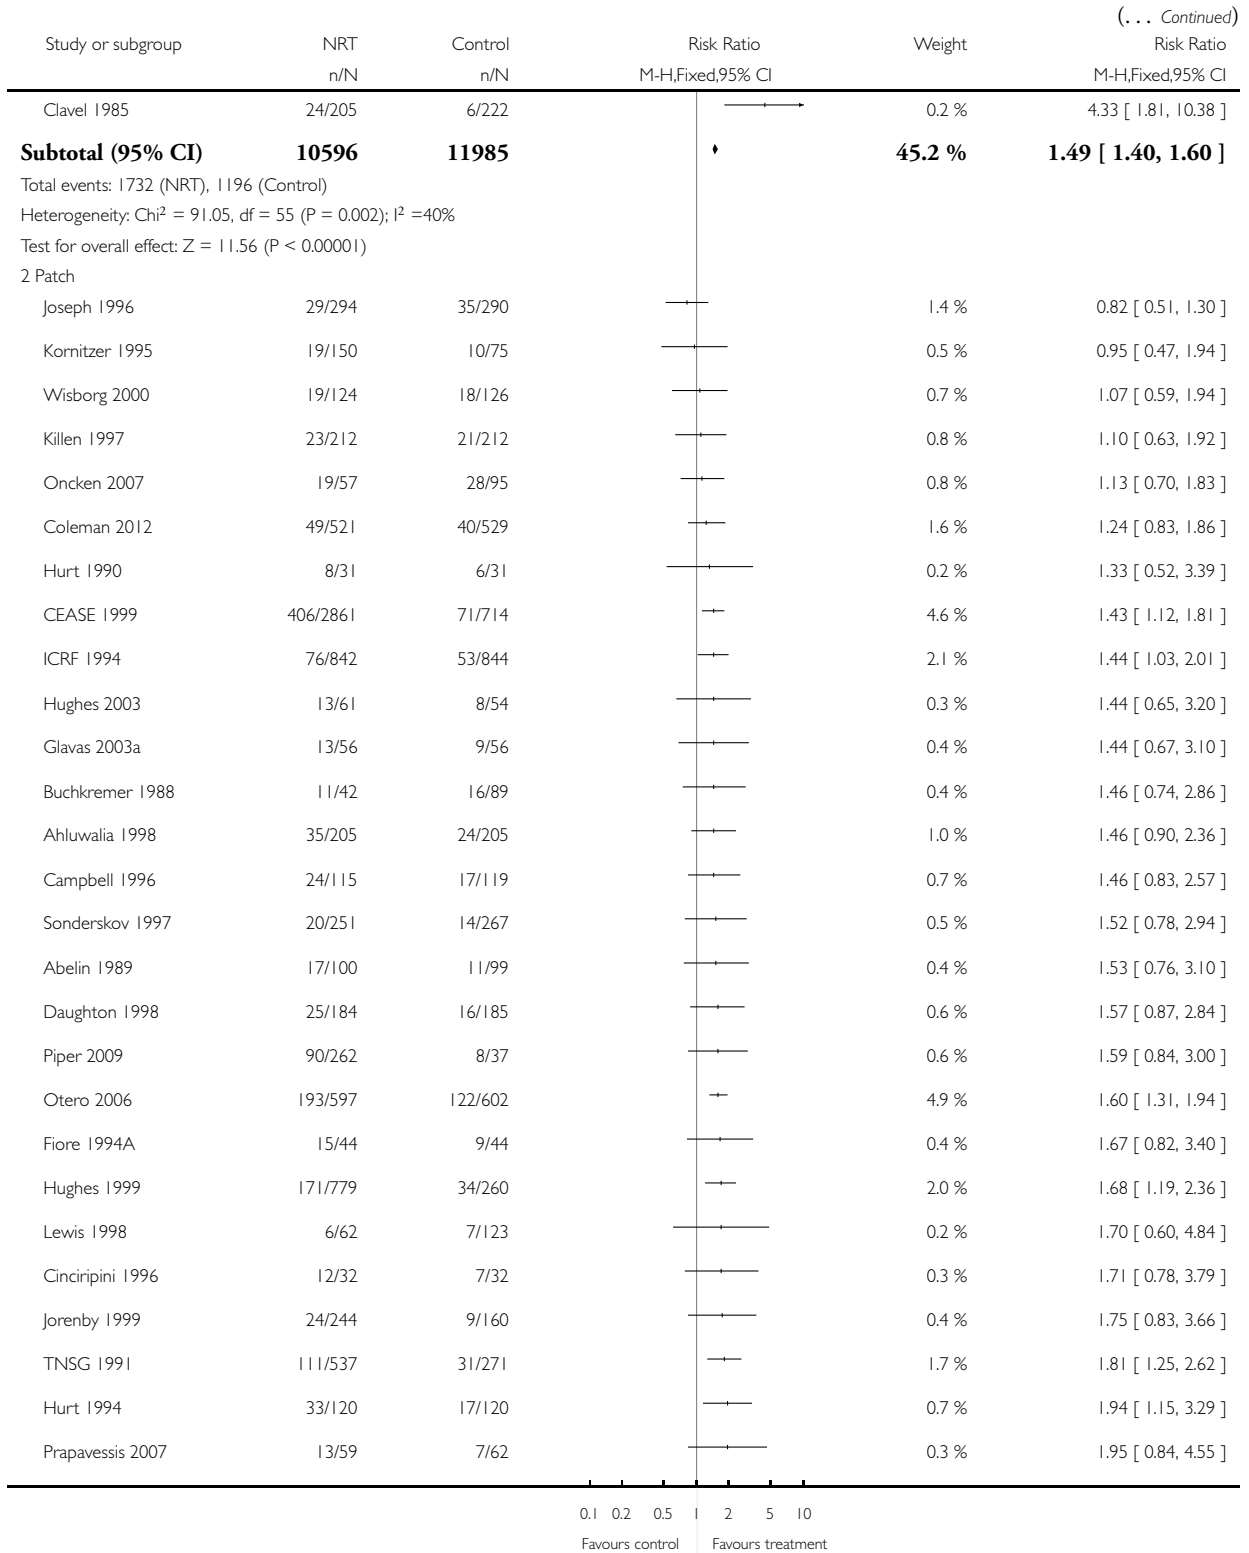 (... Continued)
Study or subgroup NRT Control Risk Ratio Weight Risk Ratio
n/N n/N M-H,Fixed,95% CI M-H,Fixed,95% CI
Clavel 1985 24/205 6/222 0.2 % 4.33 [ 1.81, 10.38 ]
Subtotal (95% CI) 10596 11985 45.2 % 1.49 [ 1.40, 1.60 ]
Total events: 1732 (NRT), 1196 (Control)
Heterogeneity: Chi² = 91.05, df = 55 (P = 0.002); I² =40%
Test for overall effect: Z = 11.56 (P < 0.00001)
2 Patch
Joseph 1996 29/294 35/290 1.4 % 0.82 [ 0.51, 1.30 ]
Kornitzer 1995 19/150 10/75 0.5 % 0.95 [ 0.47, 1.94 ]
Wisborg 2000 19/124 18/126 0.7 % 1.07 [ 0.59, 1.94 ]
Killen 1997 23/212 21/212 0.8 % 1.10 [ 0.63, 1.92 ]
Oncken 2007 19/57 28/95 0.8 % 1.13 [ 0.70, 1.83 ]
Coleman 2012 49/521 40/529 1.6 % 1.24 [ 0.83, 1.86 ]
Hurt 1990 8/31 6/31 0.2 % 1.33 [ 0.52, 3.39 ]
CEASE 1999 406/2861 71/714 4.6 % 1.43 [ 1.12, 1.81 ]
ICRF 1994 76/842 53/844 2.1 % 1.44 [ 1.03, 2.01 ]
Hughes 2003 13/61 8/54 0.3 % 1.44 [ 0.65, 3.20 ]
Glavas 2003a 13/56 9/56 0.4 % 1.44 [ 0.67, 3.10 ]
Buchkremer 1988 11/42 16/89 0.4 % 1.46 [ 0.74, 2.86 ]
Ahluwalia 1998 35/205 24/205 1.0 % 1.46 [ 0.90, 2.36 ]
Campbell 1996 24/115 17/119 0.7 % 1.46 [ 0.83, 2.57 ]
Sonderskov 1997 20/251 14/267 0.5 % 1.52 [ 0.78, 2.94 ]
Abelin 1989 17/100 11/99 0.4 % 1.53 [ 0.76, 3.10 ]
Daughton 1998 25/184 16/185 0.6 % 1.57 [ 0.87, 2.84 ]
Piper 2009 90/262 8/37 0.6 % 1.59 [ 0.84, 3.00 ]
Otero 2006 193/597 122/602 4.9 % 1.60 [ 1.31, 1.94 ]
Fiore 1994A 15/44 9/44 0.4 % 1.67 [ 0.82, 3.40 ]
Hughes 1999 171/779 34/260 2.0 % 1.68 [ 1.19, 2.36 ]
Lewis 1998 6/62 7/123 0.2 % 1.70 [ 0.60, 4.84 ]
Cinciripini 1996 12/32 7/32 0.3 % 1.71 [ 0.78, 3.79 ]
Jorenby 1999 24/244 9/160 0.4 % 1.75 [ 0.83, 3.66 ]
TNSG 1991 111/537 31/271 1.7 % 1.81 [ 1.25, 2.62 ]
Hurt 1994 33/120 17/120 0.7 % 1.94 [ 1.15, 3.29 ]
Prapavessis 2007 13/59 7/62 0.3 % 1.95 [ 0.84, 4.55 ]
0.1 0.2 0.5 1 2 5 10
Favours control Favours treatment